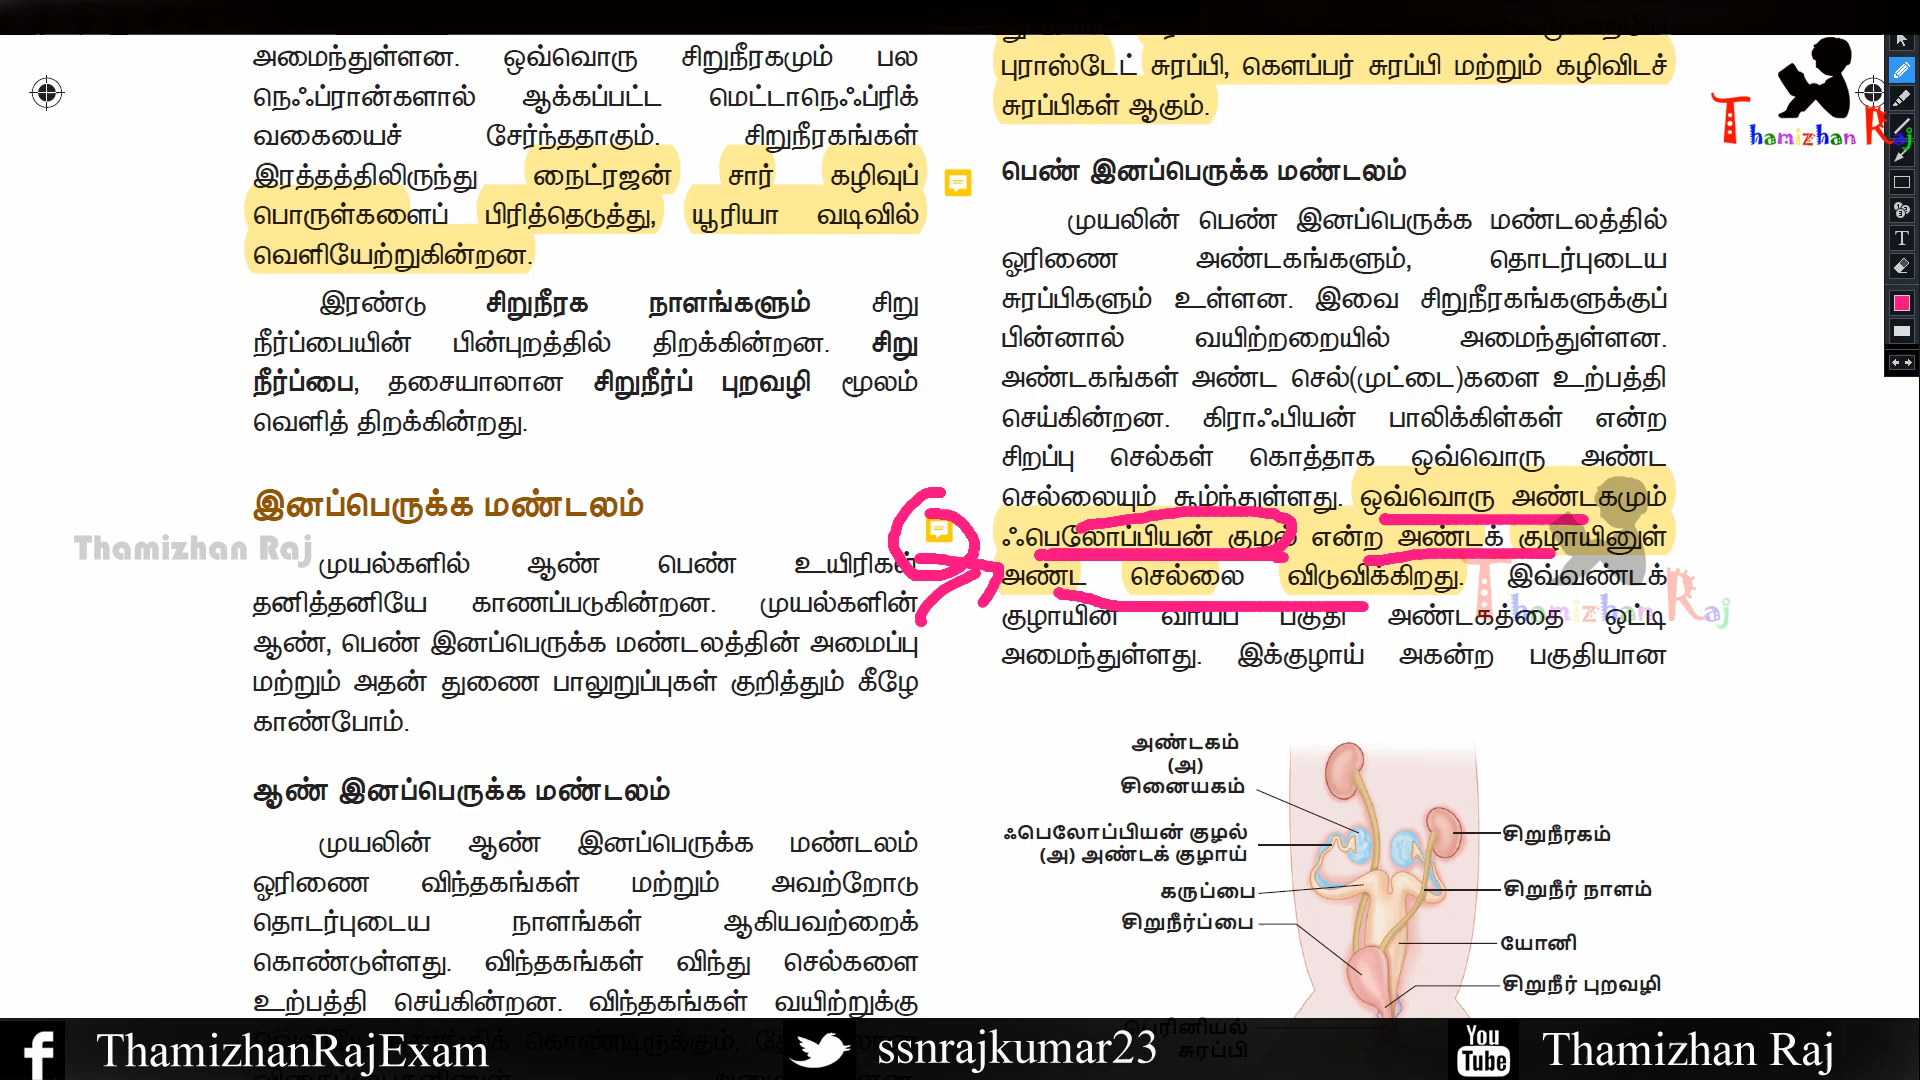 அமைந்துள்ளன. ஒவ்வொரு சிறுநீரகமும் பல
நெஃப்ரான்களால் ஆக்கப்பட்ட மெட்டாநெஃப்ரிக்
வகையைச் சேர்ந்ததாகும். சிறுநீரகங்கள்
இரத்தத்திலிருந்து நைட்ரஜன் சார் கழிவுப்
பொருள்களைப் பிரித்தெடுத்து, யூரியா வடிவில்
வெளியேற்றுகின்றன.
இரண்டு சிறுநீரக நாளங்களும் சிறு
நீர்ப்பையின் பின்புறத்தில் திறக்கின்றன. சிறு
நீர்ப்பை, தசையாலான சிறுநீர்ப் புறவழி மூலம்
வெளித் திறக்கின்றது.
இனப்பெருக்க மண்டலம்
முயல்களில் ஆண் பெண் உயிரிகள்
தனித்தனியே காணப்படுகின்றன. முயல்களின்
ஆண், பெண் இனப்பெருக்க மண்டலத்தின் அமைப்பு
மற்றும் அதன் துணை பாலுறுப்புகள் குறித்தும் கீழே
காண்போம்.
ஆண் இனப்பெருக்க மண்டலம்
முயலின் ஆண் இனப்பெருக்க மண்டலம்
ஓரிணை விந்தகங்கள் மற்றும் அவற்றோடு
தொடர்புடைய நாளங்கள் ஆகியவற்றைக்
கொண்டுள்ளது. விந்தகங்கள் விந்து செல்களை
உற்பத்தி செய்கின்றன. விந்தகங்கள் வயிற்றுக்கு
புராஸ்டேட் சுரப்பி, கௌப்பர் சுரப்பி மற்றும் கழிவிடச்
சுரப்பிகள் ஆகும்.
பெண் இனப்பெருக்க மண்டலம்
முயலின் பெண் இனப்பெருக்க மண்டலத்தில்
ஓரிணை அண்டகங்களும், தொடர்புடைய
சுரப்பிகளும் உள்ளன. இவை சிறுநீரகங்களுக்குப்
பின்னால் வயிற்றறையில் அமைந்துள்ளன.
அண்டகங்கள் அண்ட செல்(முட்டை)களை உற்பத்தி
செய்கின்றன. கிராஃபியன் பாலிக்கிள்கள் என்ற
சிறப்பு செல்கள் கொத்தாக ஒவ்வொரு அண்ட
செல்லையும் சூழ்ந்துள்ளது. ஒவ்வொரு அண்டகமும்
ஃபெலோப்பியன் குழல் என்ற அண்டக் குழாயினுள்
அண்ட செல்லை விடுவிக்கிறது. இவ்வண்டக்
குழாயின் வாய்ப் பகுதி அண்டகத்தை ஒட்டி
அமைந்துள்ளது. இக்குழாய் அகன்ற பகுதியான
அண்டகம்
(அ)
சினையகம்
ஃபெலோப்பியன் குழல்
(அ) அண்டக் குழாய்
கருப்பை
சிறுநீர்ப்பை
சிறுநீரகம்
சிறுநீர் நாளம்
யோனி
சிறுநீர் புறவழி
பெரினியல்
சுரப்பி
Thamizhan Raj
Thamizhan Raj
Thamizhan Raj
f ThamizhanRajExam
ssnrajkumar23
You Tube Thamizhan Raj